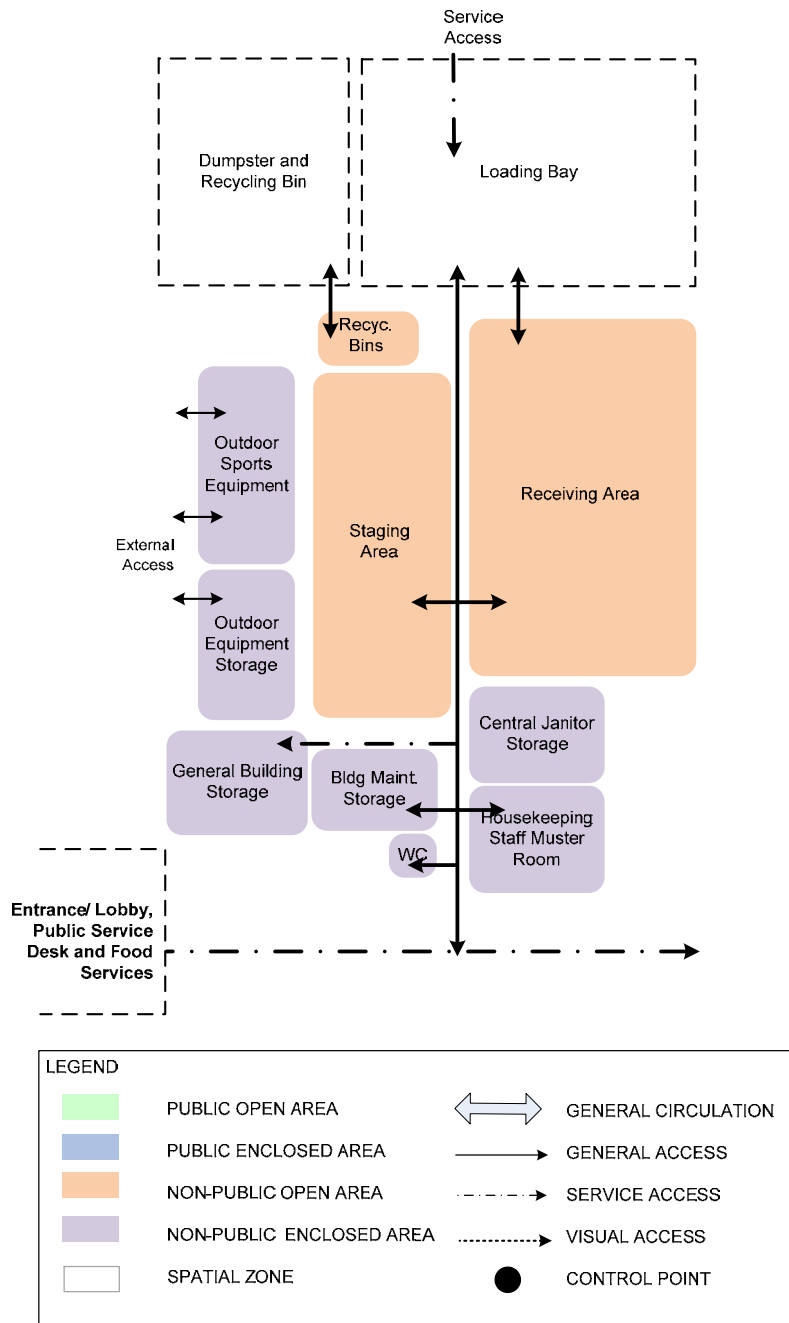 Service
Access
Dumpster and
Recycling Bin
Loading Bay
Recyc.
Bins
Outdoor
Sports
Equipment
Receiving Area
Staging
Area
External
Access
Outdoor
Equipment
Storage
Central Janitor
Storage
General Building
Storage
Bldg Maint.
Storage
Housekeeping
Staff Muster
Room
WC
Entrance/ Lobby,
Public Service
Desk and Food
Services
LEGEND
PUBLIC OPEN AREA
GENERAL CIRCULATION
PUBLIC ENCLOSED AREA
GENERAL ACCESS
NON-PUBLIC OPEN AREA
SERVICE ACCESS
NON-PUBLIC ENCLOSED AREA
VISUAL ACCESS
SPATIAL ZONE
CONTROL POINT